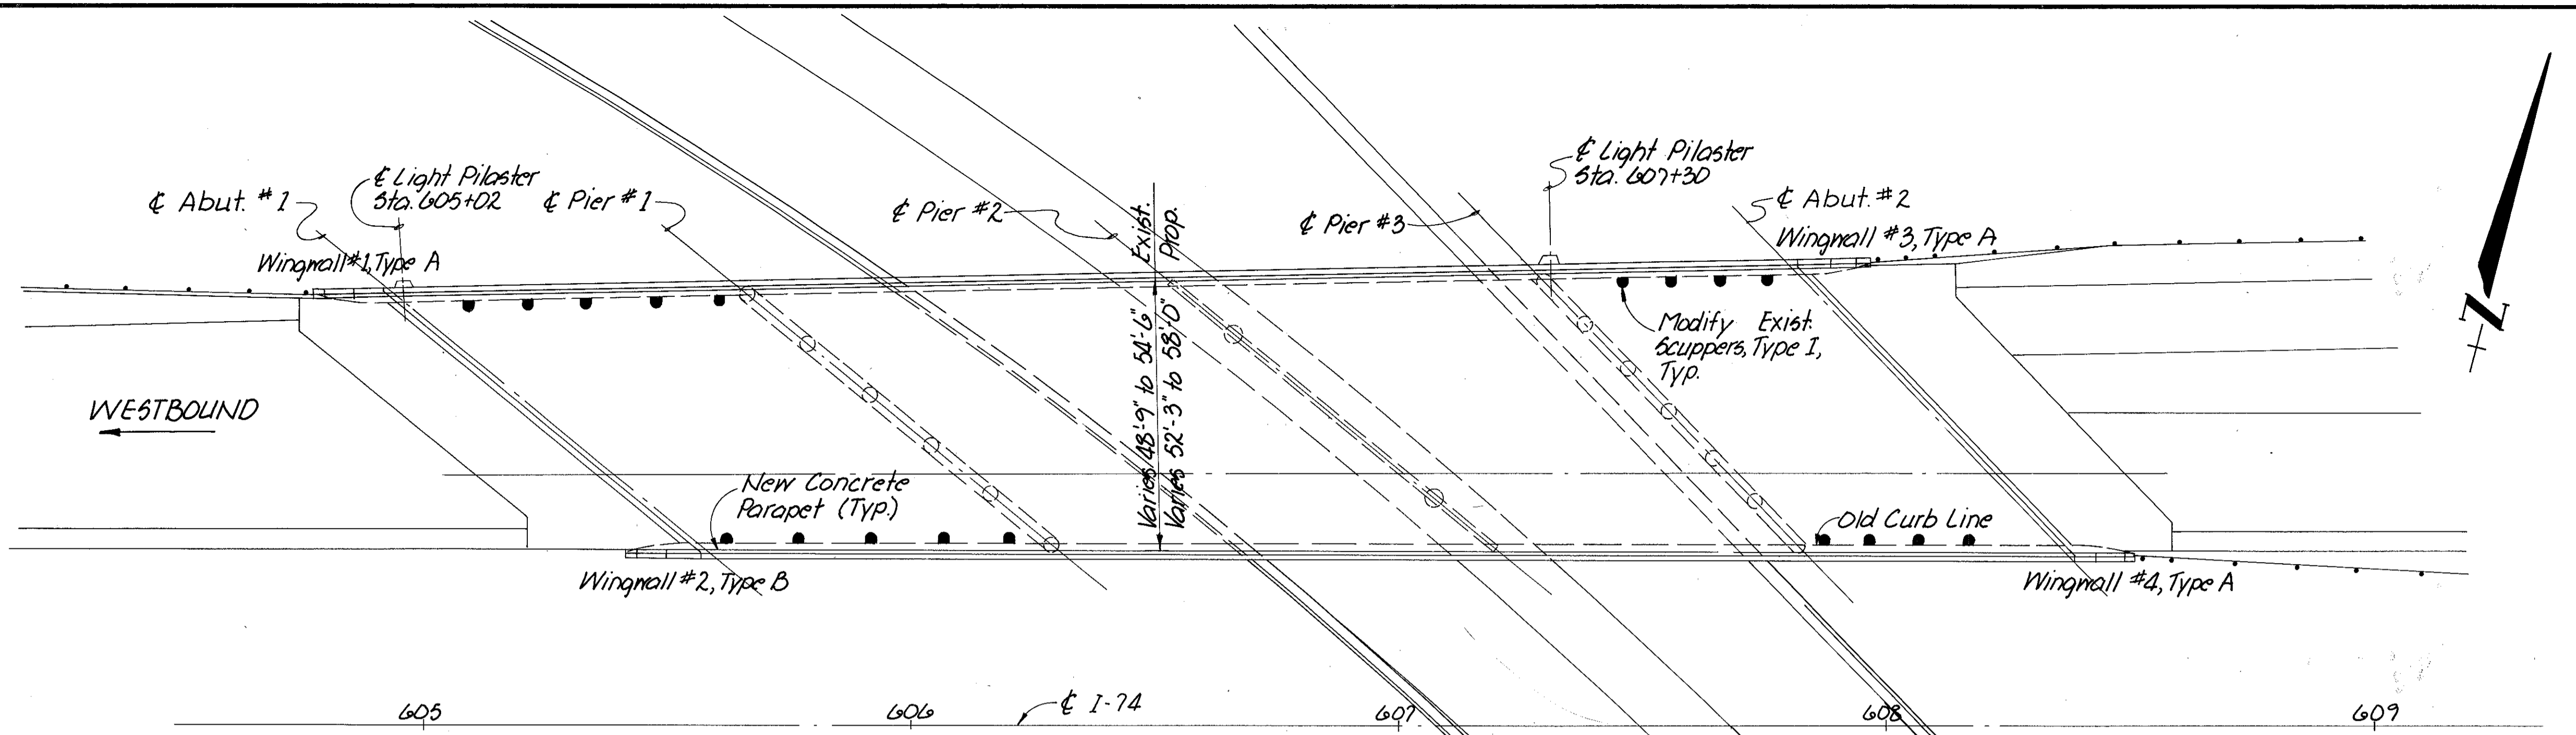 ℄ Abut. #1
℄ Light Pilaster
Sta. 605+02
℄ Pier #1
℄ Pier #2
Exist.
Prop.
℄ Pier #3
℄ Light Pilaster
Sta. 607+30
℄ Abut. #2
Wingwall #1, Type A
Wingwall #3, Type A
N
Modify Exist.
Scuppers, Type I,
Typ.
Varies 48'-9" to 54'-6"
Varies 52'-3" to 58'-0"
WESTBOUND
New Concrete
Parapet (Typ.)
Old Curb Line
Wingwall #2, Type B
Wingwall #4, Type A
℄ I-74
605
606
607
608
609